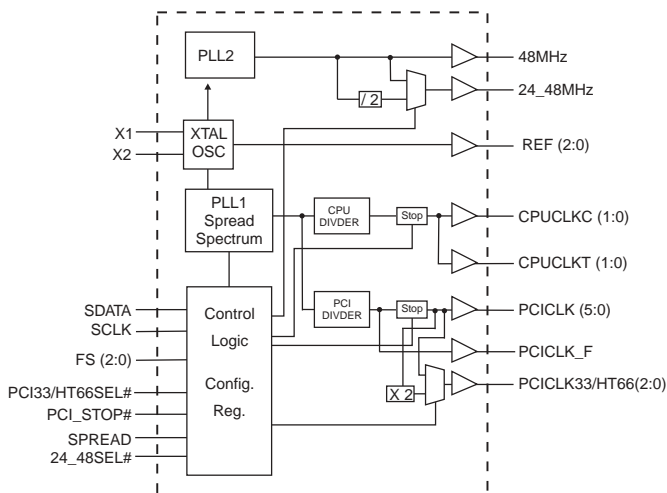 PLL2
48MHz
/ 2
24_48MHz
X1
X2
XTAL
OSC
REF (2:0)
PLL1
Spread
Spectrum
CPU
DIVDER
Stop
CPUCLKC (1:0)
CPUCLKT (1:0)
SDATA
SCLK
FS (2:0)
PCI33/HT66SEL#
PCI_STOP#
SPREAD
24_48SEL#
Control
Logic
Config.
Reg.
PCI
DIVDER
Stop
PCICLK (5:0)
PCICLK_F
X 2
PCICLK33/HT66(2:0)